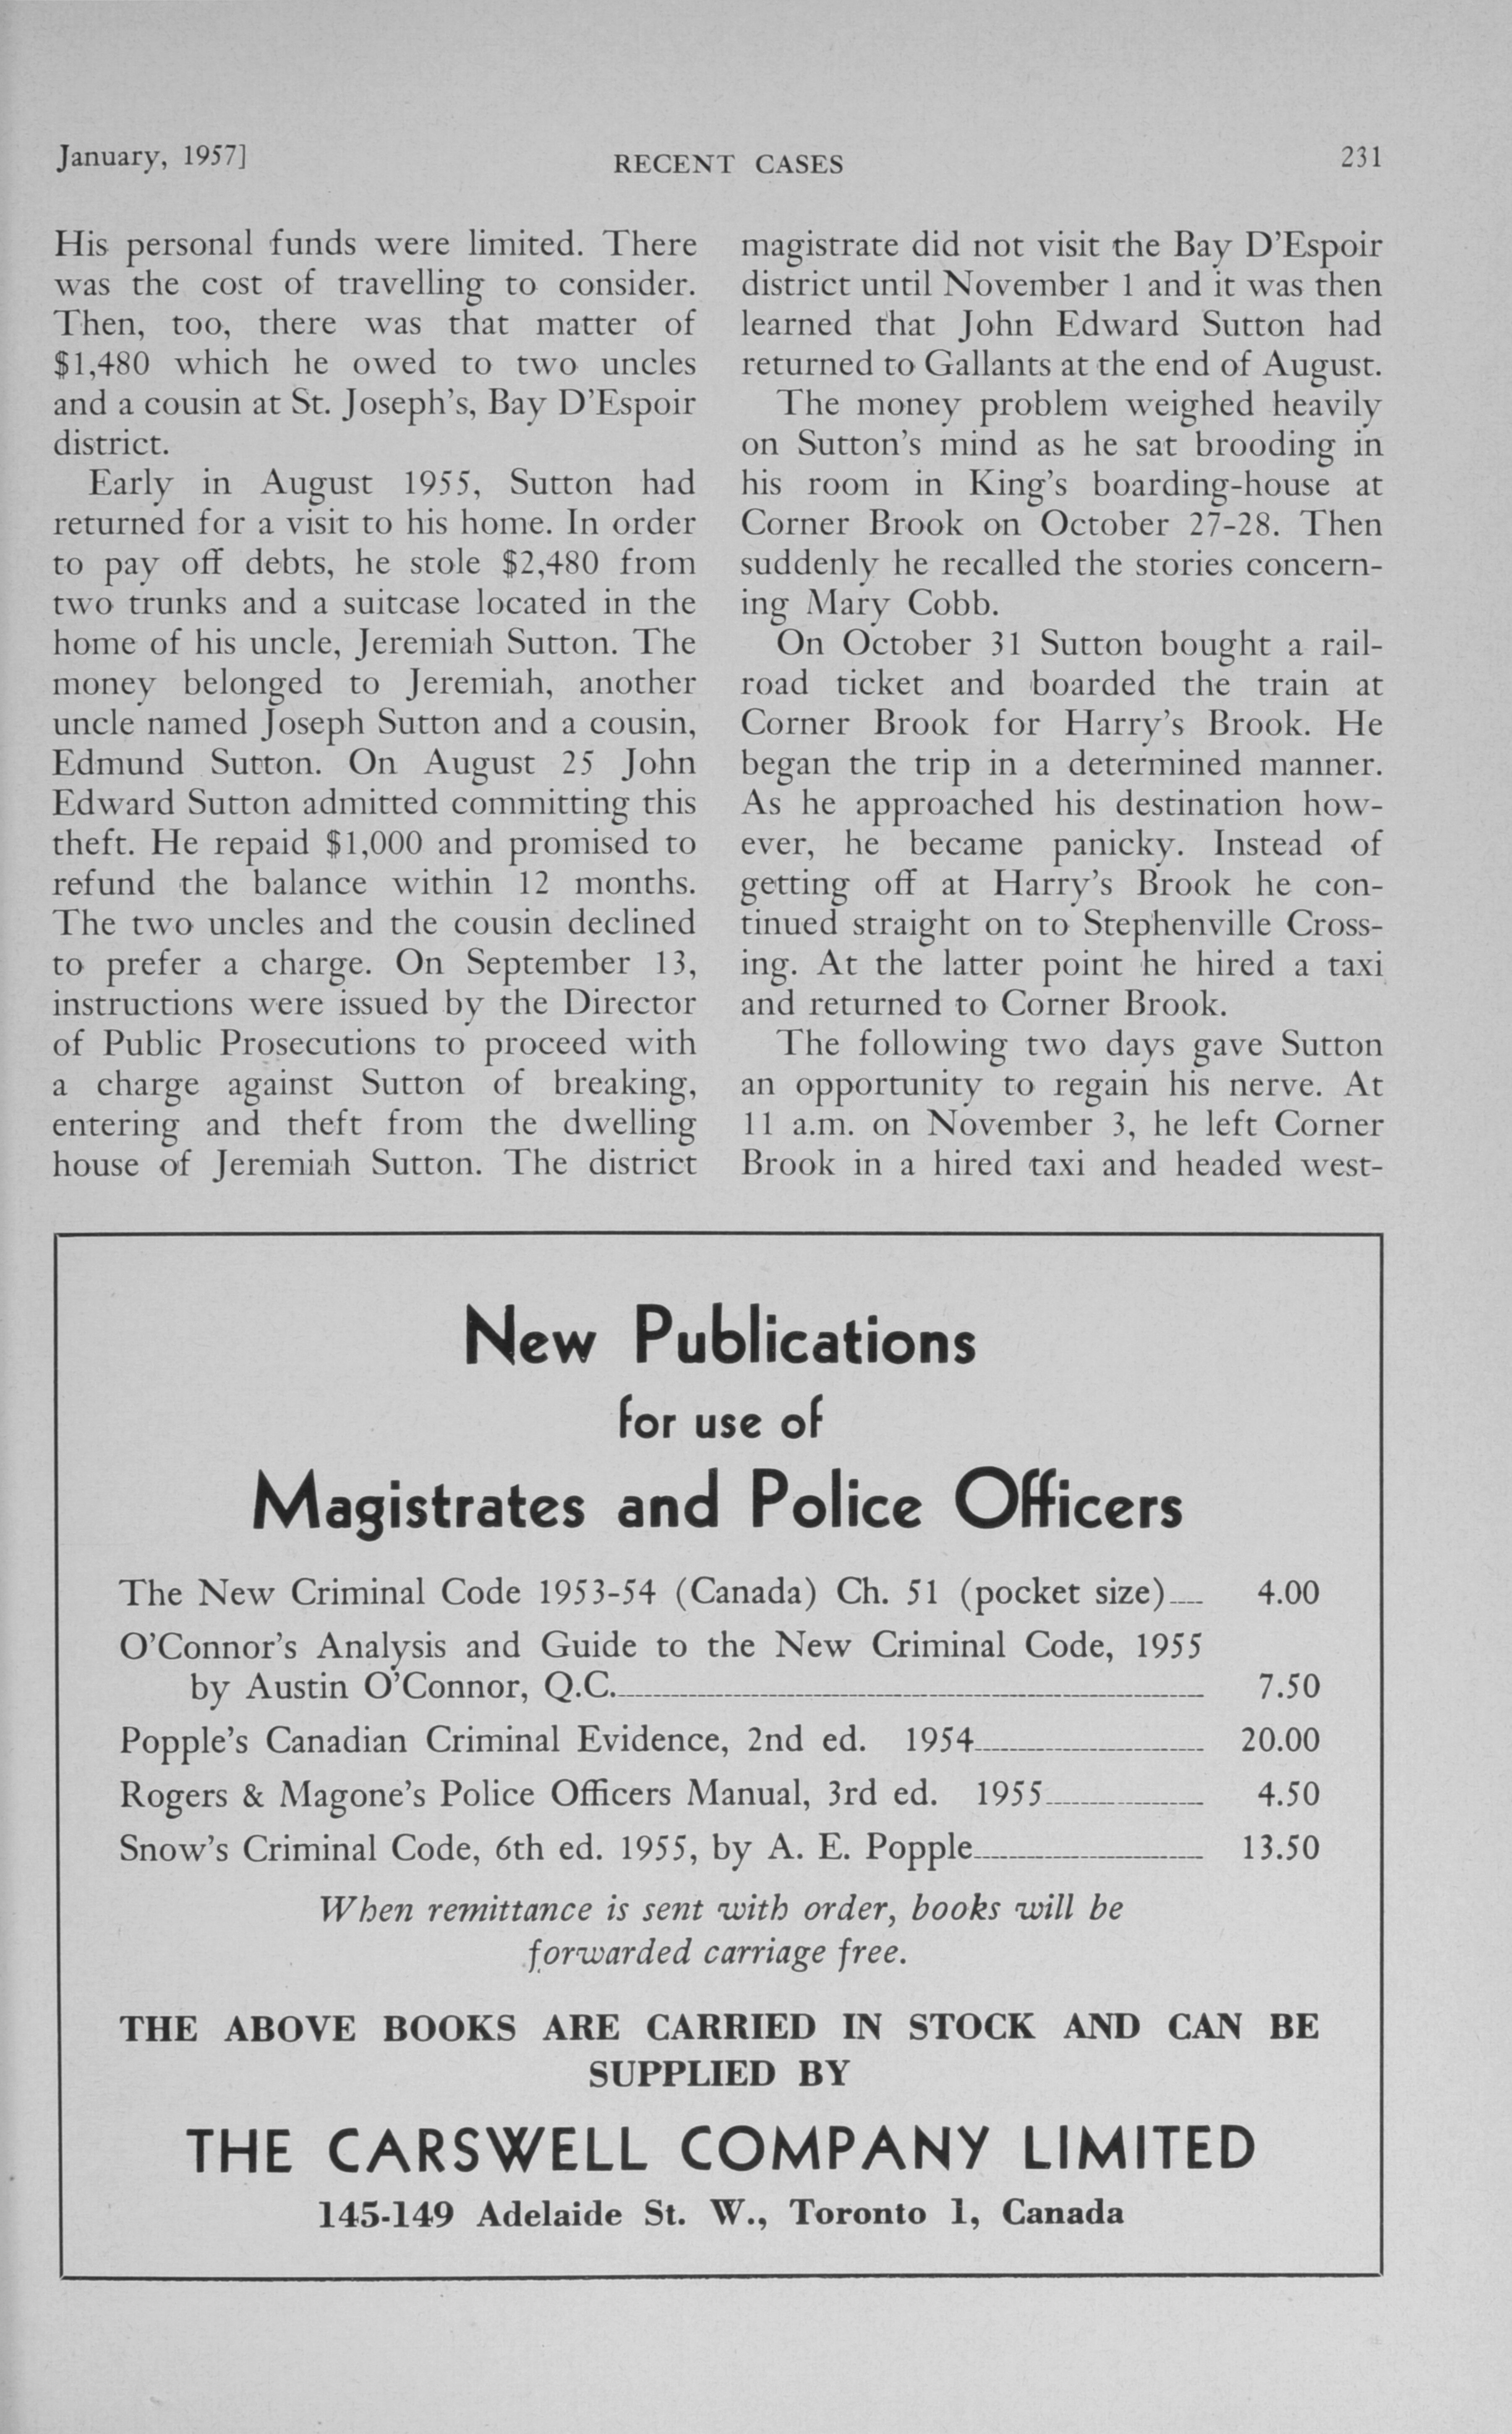 January, 1957]
RECENT CASES
231
His personal funds were limited. There
was the cost of travelling to consider.
Then, too, there was that matter of
$1,480 which he owed to two uncles
and a cousin at St. Joseph's, Bay D'Espoir
district.
Early in August 1955, Sutton had
returned for a visit to his home. In order
to pay off debts, he stole $2,480 from
two trunks and a suitcase located in the
home of his uncle, Jeremiah Sutton. The
money belonged to Jeremiah, another
uncle named Joseph Sutton and a cousin,
Edmund Sutton. On August 25 John
Edward Sutton admitted committing this
theft. He repaid $1,000 and promised to
refund the balance within 12 months.
The two uncles and the cousin declined
to prefer a charge. On September 13,
instructions were issued by the Director
of Public Prosecutions to proceed with
a charge against Sutton of breaking,
entering and theft from the dwelling
house of Jeremiah Sutton. The district
magistrate did not visit the Bay D'Espoir
district until November 1 and it was then
learned that John Edward Sutton had
returned to Gallants at the end of August.
The money problem weighed heavily
on Sutton's mind as he sat brooding in
his room in King's boarding-house at
Corner Brook on October 27-28. Then
suddenly he recalled the stories concern-
ing Mary Cobb.
On October 31 Sutton bought a rail-
road ticket and boarded the train at
Corner Brook for Harry's Brook. He
began the trip in a determined manner.
As he approached his destination how-
ever, he became panicky. Instead of
getting off at Harry's Brook he con-
tinued straight on to Stephenville Cross-
ing. At the latter point he hired a taxi
and returned to Corner Brook.
The following two days gave Sutton
an opportunity to regain his nerve. At
11 a.m. on November 3, he left Corner
Brook in a hired taxi and headed west-
New Publications
for use of
Magistrates and Police Officers
The New Criminal Code 1953-54 (Canada) Ch. 51 (pocket size) 4.00
O'Connor's Analysis and Guide to the New Criminal Code, 1955
by Austin O'Connor, Q.C. 7.50
Popple's Canadian Criminal Evidence, 2nd ed. 1954 20.00
Rogers & Magone's Police Officers Manual, 3rd ed. 1955 4.50
Snow's Criminal Code, 6th ed. 1955, by A. E. Popple 13.50
When remittance is sent with order, books will be
forwarded carriage free.
THE ABOVE BOOKS ARE CARRIED IN STOCK AND CAN BE
SUPPLIED BY
THE CARSWELL COMPANY LIMITED
145-149 Adelaide St. W., Toronto 1, Canada